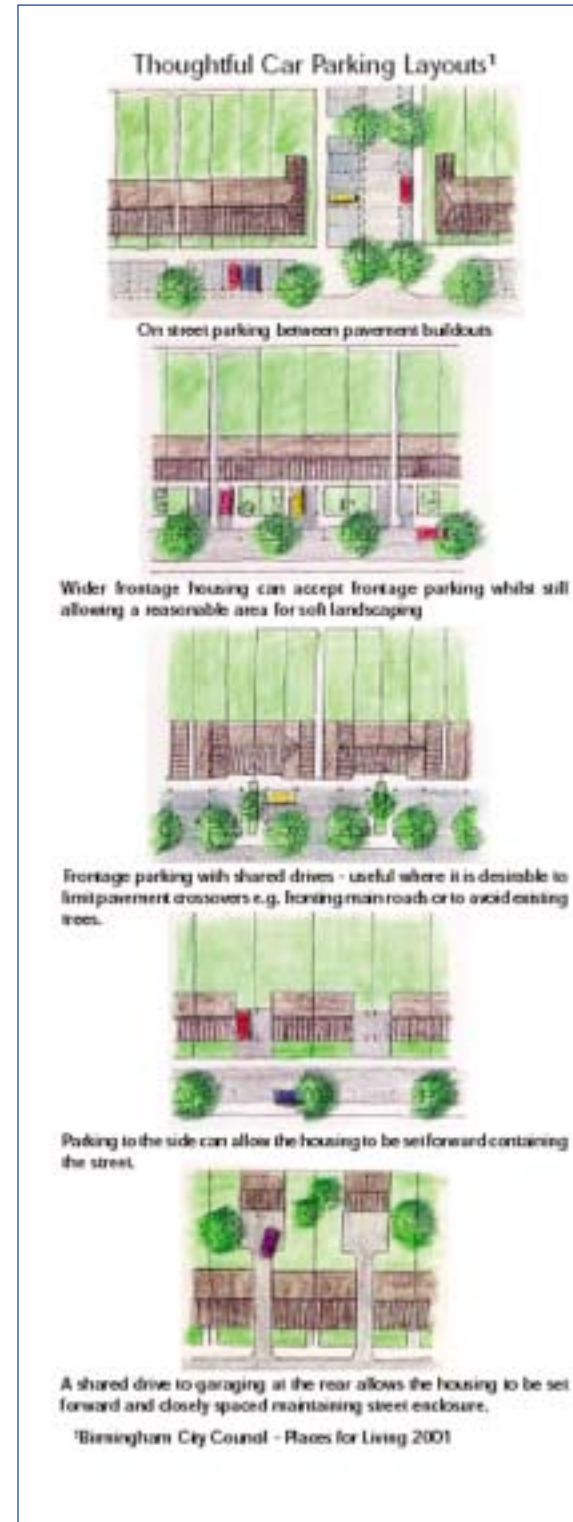 Thoughtful Car Parking Layouts¹
On street parking between pavement buildouts
Wider frontage housing can accept frontage parking whilst still
allowing a reasonable area for soft landscaping
Frontage parking with shared drives - useful where it is desirable to
limit pavement crossovers e.g. fronting main roads or to avoid existing
trees.
Parking to the side can allow the housing to be set forward containing
the street.
A shared drive to garaging at the rear allows the housing to be set
forward and closely spaced maintaining street enclosure.
¹Birmingham City Council - Places for Living 2001